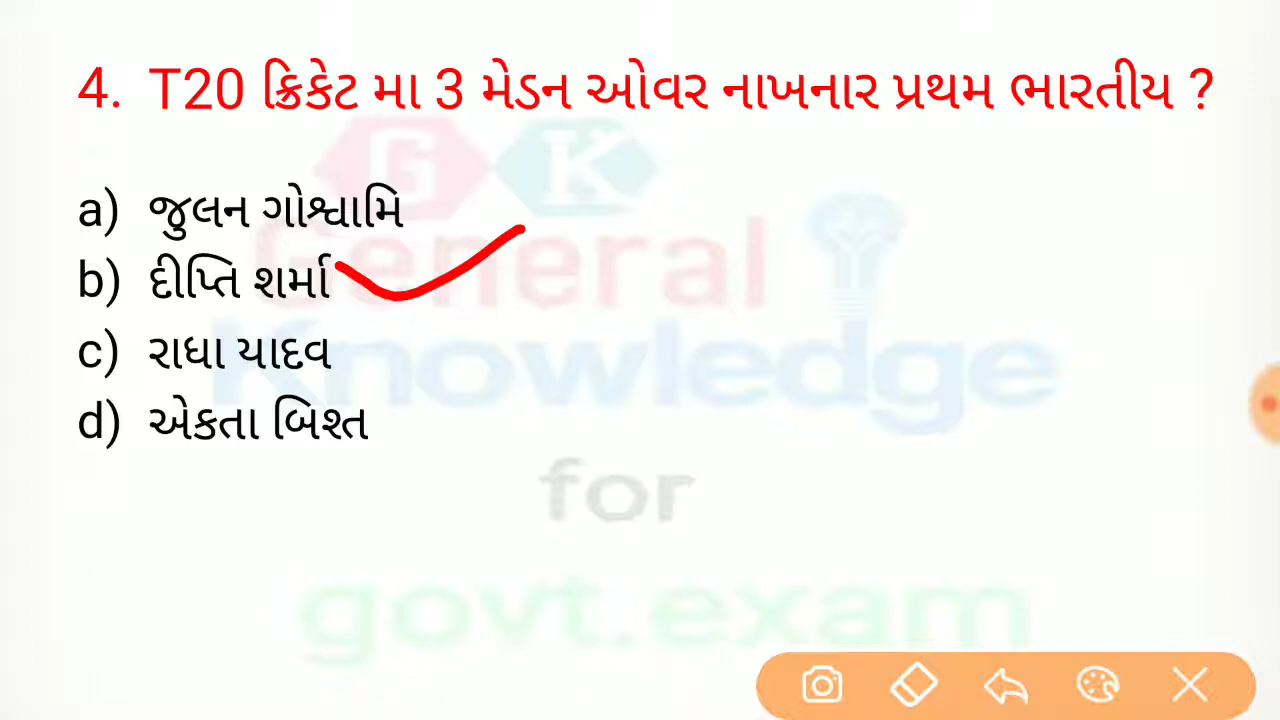 4. T20 ક્રિકેટ મા 3 મેડન ઓવર નાખનાર પ્રથમ ભારતીય ?
a) જુલન ગોશ્વામિ
b) દીપ્તિ શર્મા
c) રાધા યાદવ
d) એકતા બિશ્ત
G K
General
Knowledge
for
govt.exam